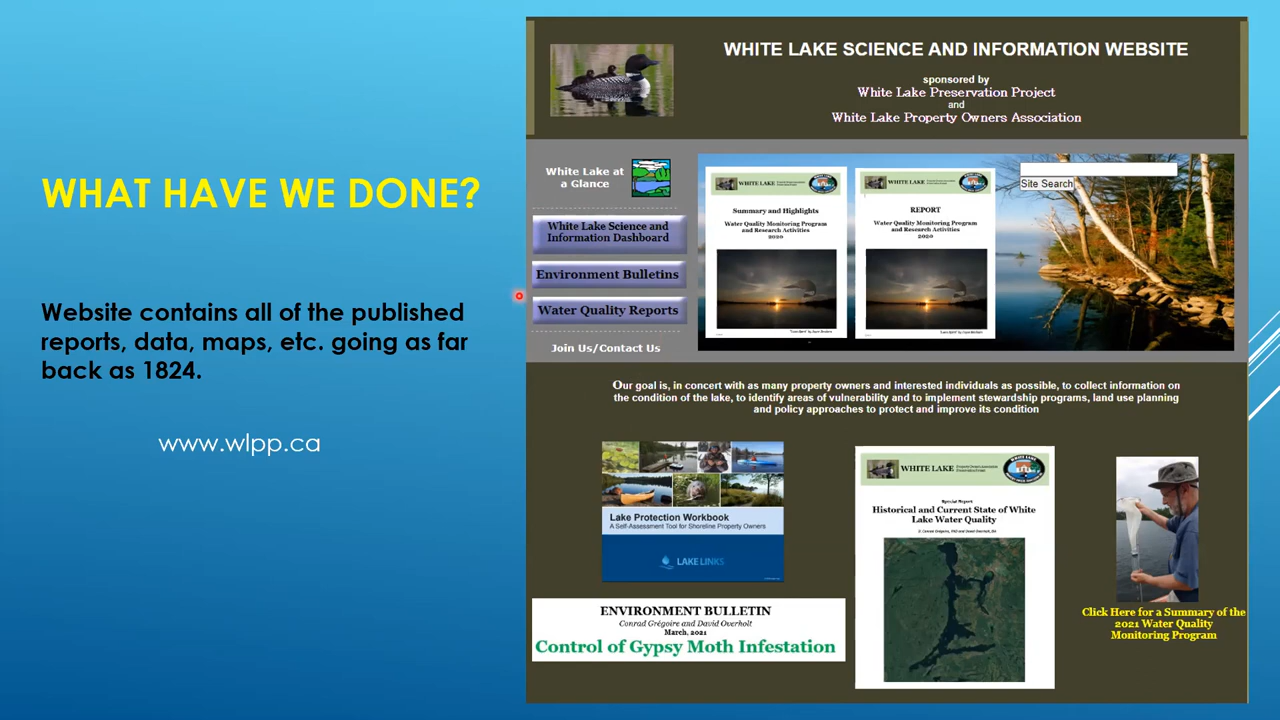 WHAT HAVE WE DONE?
Website contains all of the published
reports, data, maps, etc. going as far
back as 1824.
www.wlpp.ca
WHITE LAKE SCIENCE AND INFORMATION WEBSITE
sponsored by
White Lake Preservation Project
and
White Lake Property Owners Association
White Lake at
a Glance
White Lake Science and
Information Dashboard
Environment Bulletins
Water Quality Reports
Join Us/Contact Us
WHITE LAKE
Summary and Highlights
Water Quality Monitoring Program
and Research Activities
2020
WHITE LAKE
REPORT
Water Quality Monitoring Program
and Research Activities
2020
Site Search
Our goal is, in concert with as many property owners and interested individuals as possible, to collect information on
the condition of the lake, to identify areas of vulnerability and to implement stewardship programs, land use planning
and policy approaches to protect and improve its condition
Lake Protection Workbook
A Self-Assessment Tool for Shoreline Property Owners
LAKE LINKS
ENVIRONMENT BULLETIN
Conrad Grégoire and David Overholt
March, 2021
Control of Gypsy Moth Infestation
WHITE LAKE
Special Report
Historical and Current State of White
Lake Water Quality
Click Here for a Summary of the
2021 Water Quality
Monitoring Program